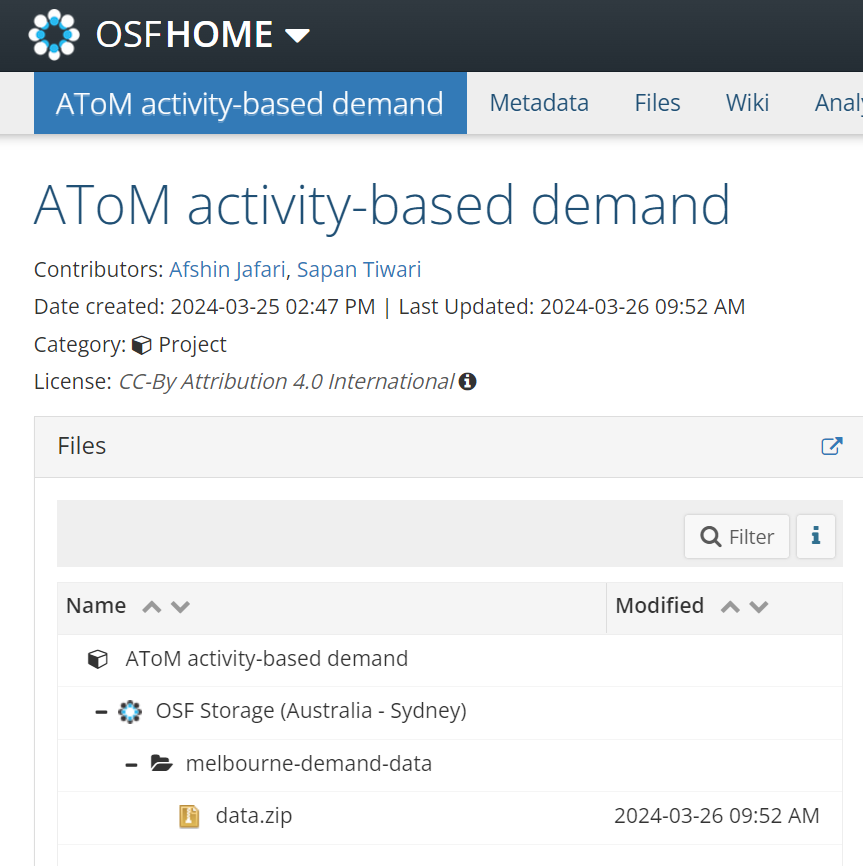 OSFHOME
AToM activity-based demand Metadata Files Wiki
AToM activity-based demand
Contributors: Afshin Jafari, Sapan Tiwari
Date created: 2024-03-25 02:47 PM | Last Updated: 2024-03-26 09:52 AM
Category: Project
License: CC-By Attribution 4.0 International
Files
Filter
Name Modified
AToM activity-based demand
OSF Storage (Australia - Sydney)
melbourne-demand-data
data.zip 2024-03-26 09:52 AM